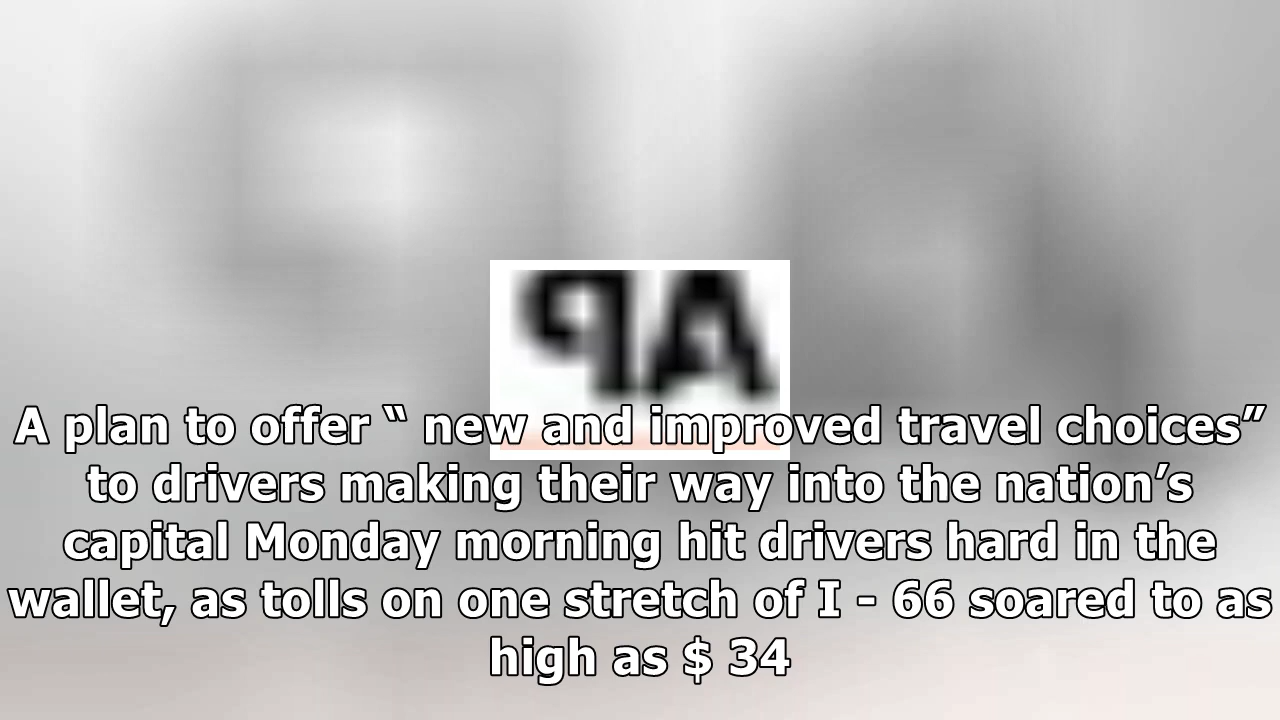 AP
A plan to offer “ new and improved travel choices”
to drivers making their way into the nation’s
capital Monday morning hit drivers hard in the
wallet, as tolls on one stretch of I - 66 soared to as
high as $ 34